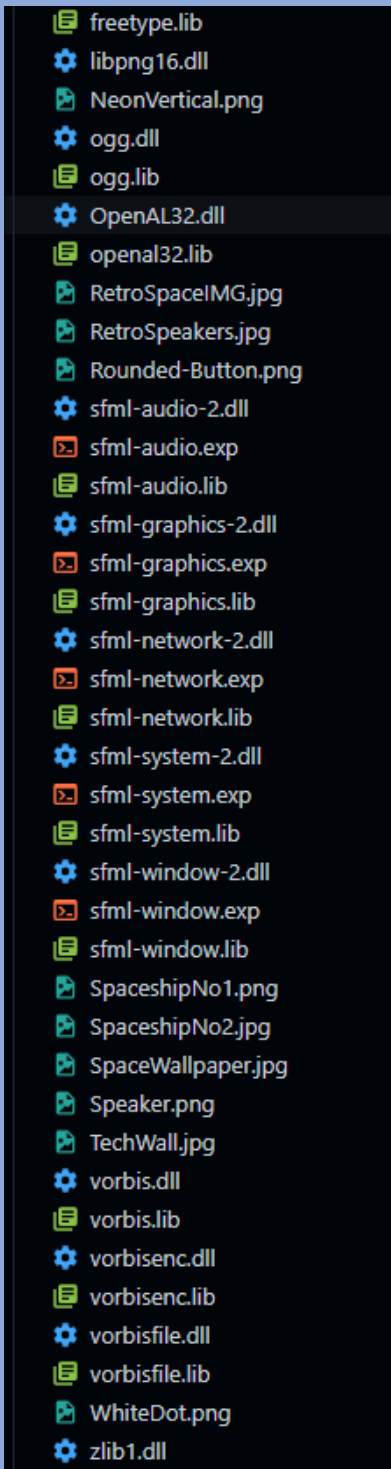 freetype.lib
libpng16.dll
NeonVertical.png
ogg.dll
ogg.lib
OpenAL32.dll
openal32.lib
RetroSpaceIMG.jpg
RetroSpeakers.jpg
Rounded-Button.png
sfml-audio-2.dll
sfml-audio.exp
sfml-audio.lib
sfml-graphics-2.dll
sfml-graphics.exp
sfml-graphics.lib
sfml-network-2.dll
sfml-network.exp
sfml-network.lib
sfml-system-2.dll
sfml-system.exp
sfml-system.lib
sfml-window-2.dll
sfml-window.exp
sfml-window.lib
SpaceshipNo1.png
SpaceshipNo2.jpg
SpaceWallpaper.jpg
Speaker.png
TechWall.jpg
vorbis.dll
vorbis.lib
vorbisenc.dll
vorbisenc.lib
vorbisfile.dll
vorbisfile.lib
WhiteDot.png
zlib1.dll